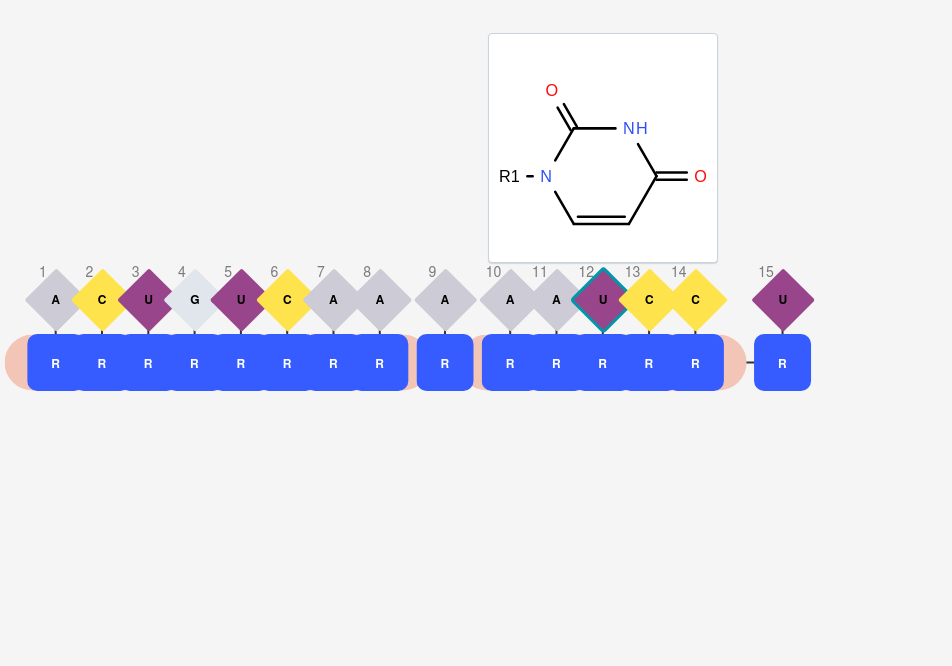 O
NH
R1 N O
1 2 3 4 5 6 7 8 9 10 11 12 13 14 15
A C U G U C A A A A A U C C U
R R R R R R R R R R R R R R R